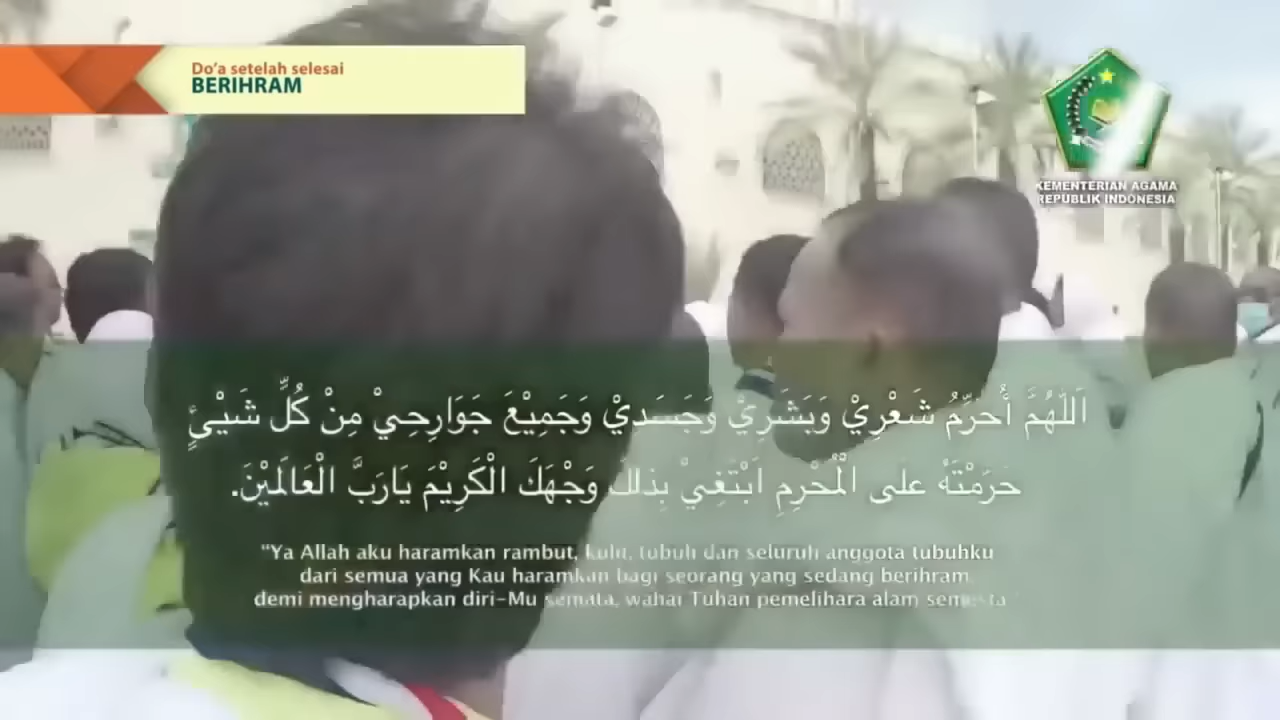 Do'a setelah selesai
BERIHRAM
KEMENTERIAN AGAMA
REPUBLIK INDONESIA
اَللّٰهُمَّ أُحَرِّمُ شَعْرِيْ وَبَشَرِيْ وَجَسَدِيْ وَجَمِيْعَ جَوَارِحِيْ مِنْ كُلِّ شَيْئٍ
حَرَمْتَهُ عَلَى الْمُحْرِمِ اَبْتَغِيْ بِذٰلِكَ وَجْهَكَ الْكَرِيْمَ يَارَبَّ الْعَالَمِيْنَ.
"Ya Allah aku haramkan rambut, kulit, tubuh dan seluruh anggota tubuhku
dari semua yang Kau haramkan bagi seorang yang sedang berihram,
demi mengharapkan diri-Mu semata, wahai Tuhan pemelihara alam semesta"